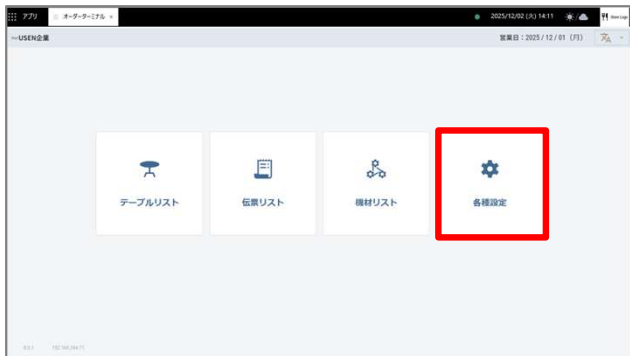 アプリ
オーダーターミナル ×
2025/12/02 (火) 14:11
USEN企業
営業日：2025 / 12 / 01 (月)
テーブルリスト
伝票リスト
機材リスト
各種設定